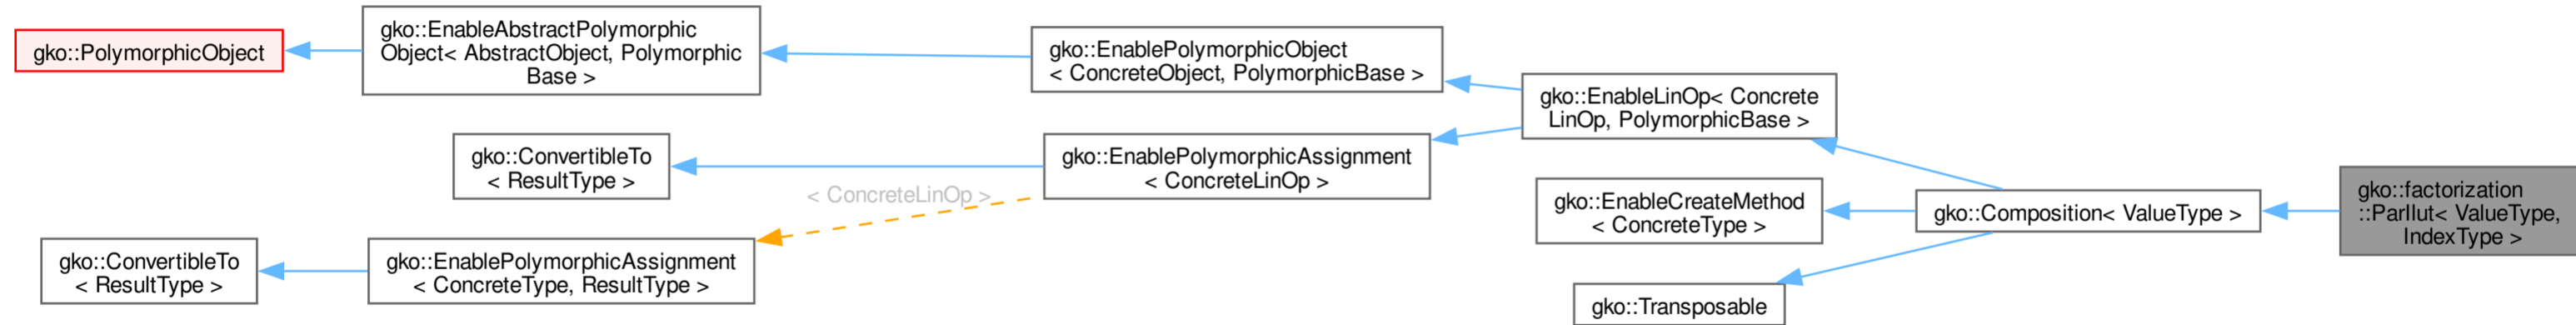 gko::PolymorphicObject
gko::EnableAbstractPolymorphic
Object< AbstractObject, Polymorphic
Base >
gko::EnablePolymorphicObject
< ConcreteObject, PolymorphicBase >
gko::EnableLinOp< Concrete
LinOp, PolymorphicBase >
gko::ConvertibleTo
< ResultType >
gko::EnablePolymorphicAssignment
< ConcreteLinOp >
< ConcreteLinOp >
gko::ConvertibleTo
< ResultType >
gko::EnablePolymorphicAssignment
< ConcreteType, ResultType >
gko::EnableCreateMethod
< ConcreteType >
gko::Transposable
gko::Composition< ValueType >
gko::factorization
::ParIlut< ValueType,
IndexType >